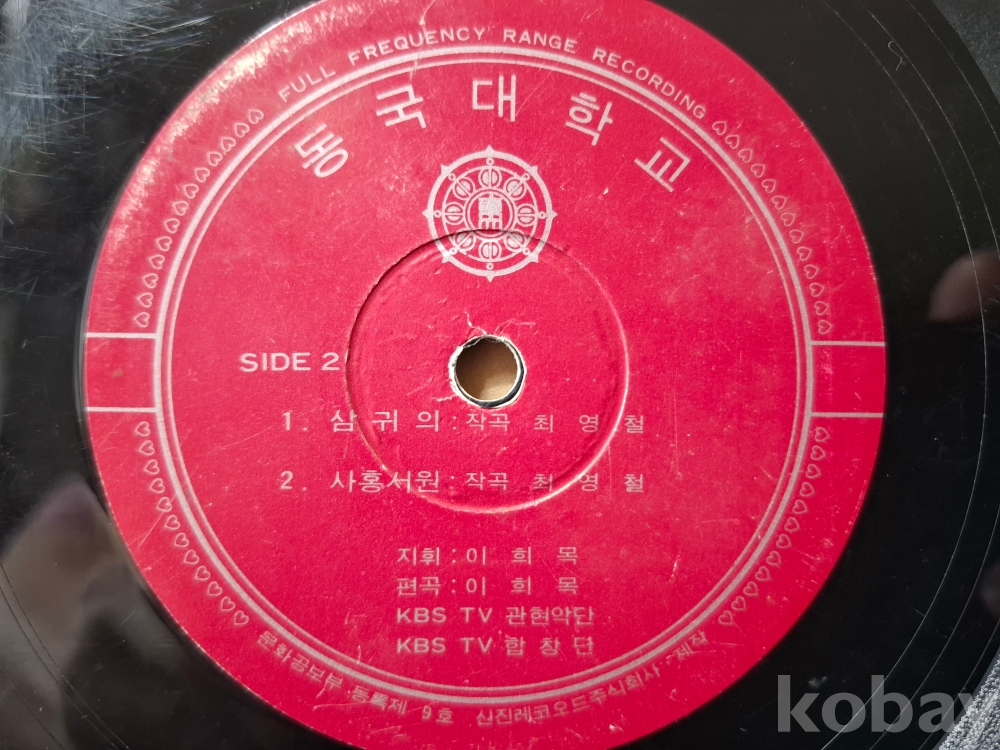 FULL FREQUENCY RANGE RECORDING
동국대학교
東
SIDE 2
1. 삼귀의 : 작곡 최영철
2. 사홍서원 : 작곡 최영철
지휘 : 이희목
편곡 : 이희목
KBS TV 관현악단
KBS TV 합창단
문화공보부 등록제 9호 신진레코오드주식회사 - 제작
kobay